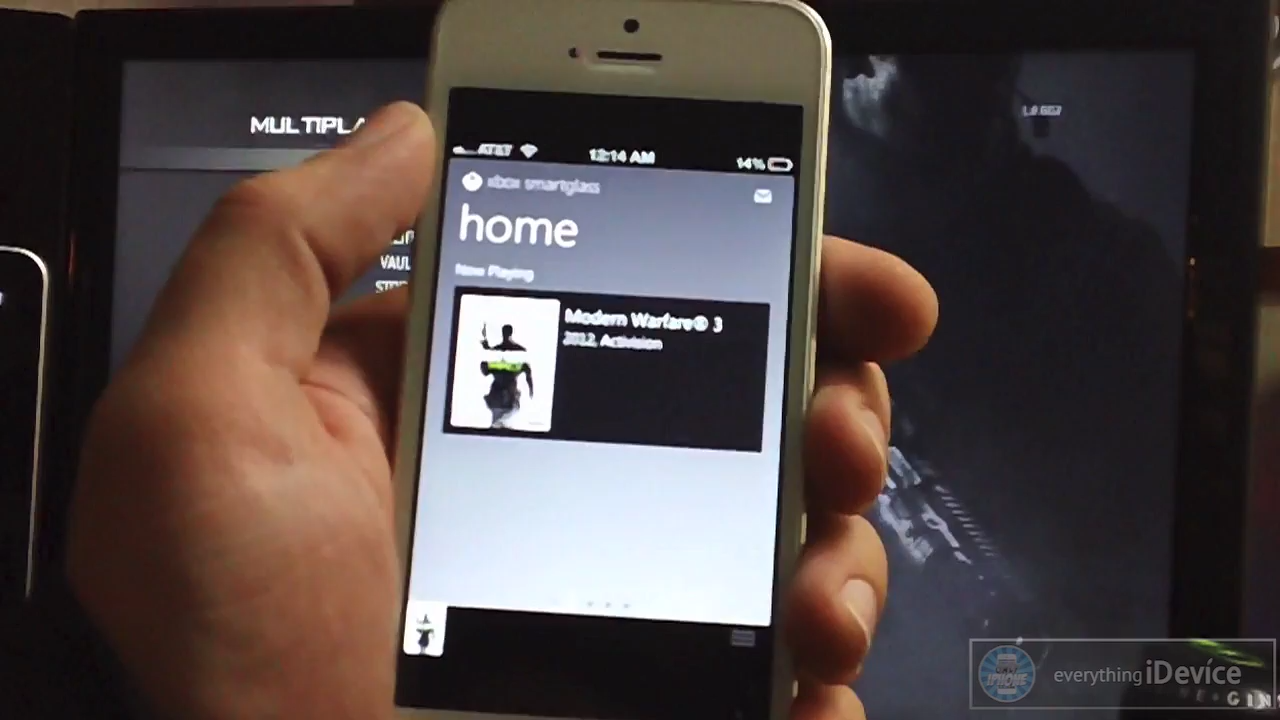 MULTIPLA
VAUL
AT&T 12:14 AM 14%
xbox smartglass
home
Now Playing
Modern Warfare® 3
2012, Activision
everything iDevice
IPHONE